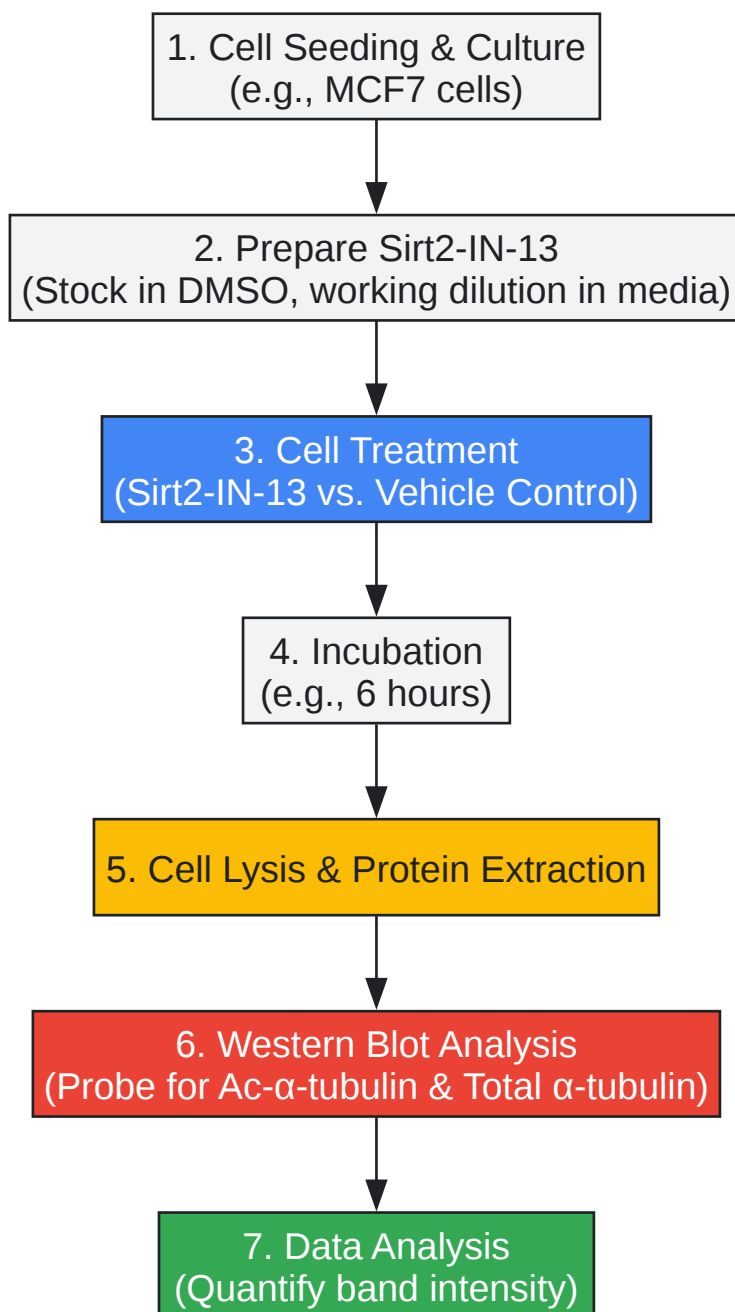 1. Cell Seeding & Culture
(e.g., MCF7 cells)
2. Prepare Sirt2-IN-13
(Stock in DMSO, working dilution in media)
3. Cell Treatment
(Sirt2-IN-13 vs. Vehicle Control)
4. Incubation
(e.g., 6 hours)
5. Cell Lysis & Protein Extraction
6. Western Blot Analysis
(Probe for Ac-α-tubulin & Total α-tubulin)
7. Data Analysis
(Quantify band intensity)